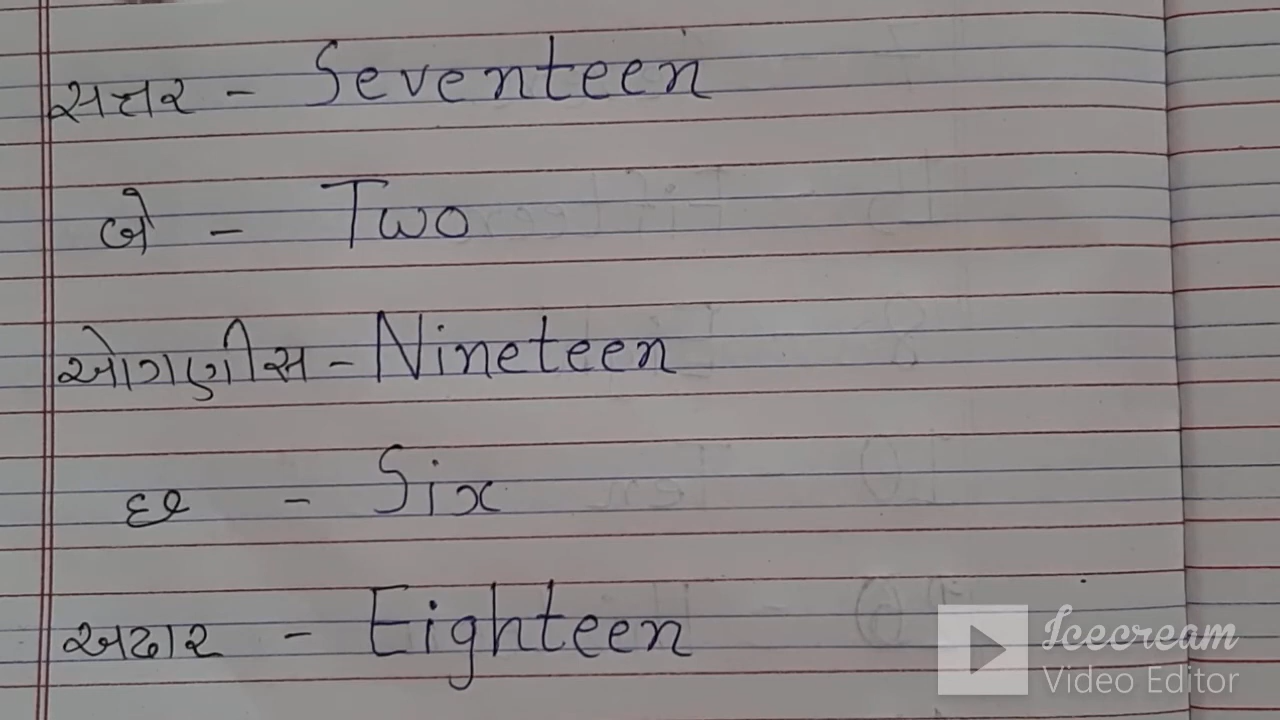 સત્તર - Seventeen
બે - Two
ઓગણીસ - Nineteen
છ - Six
અઢાર - Eighteen
Icecream
Video Editor